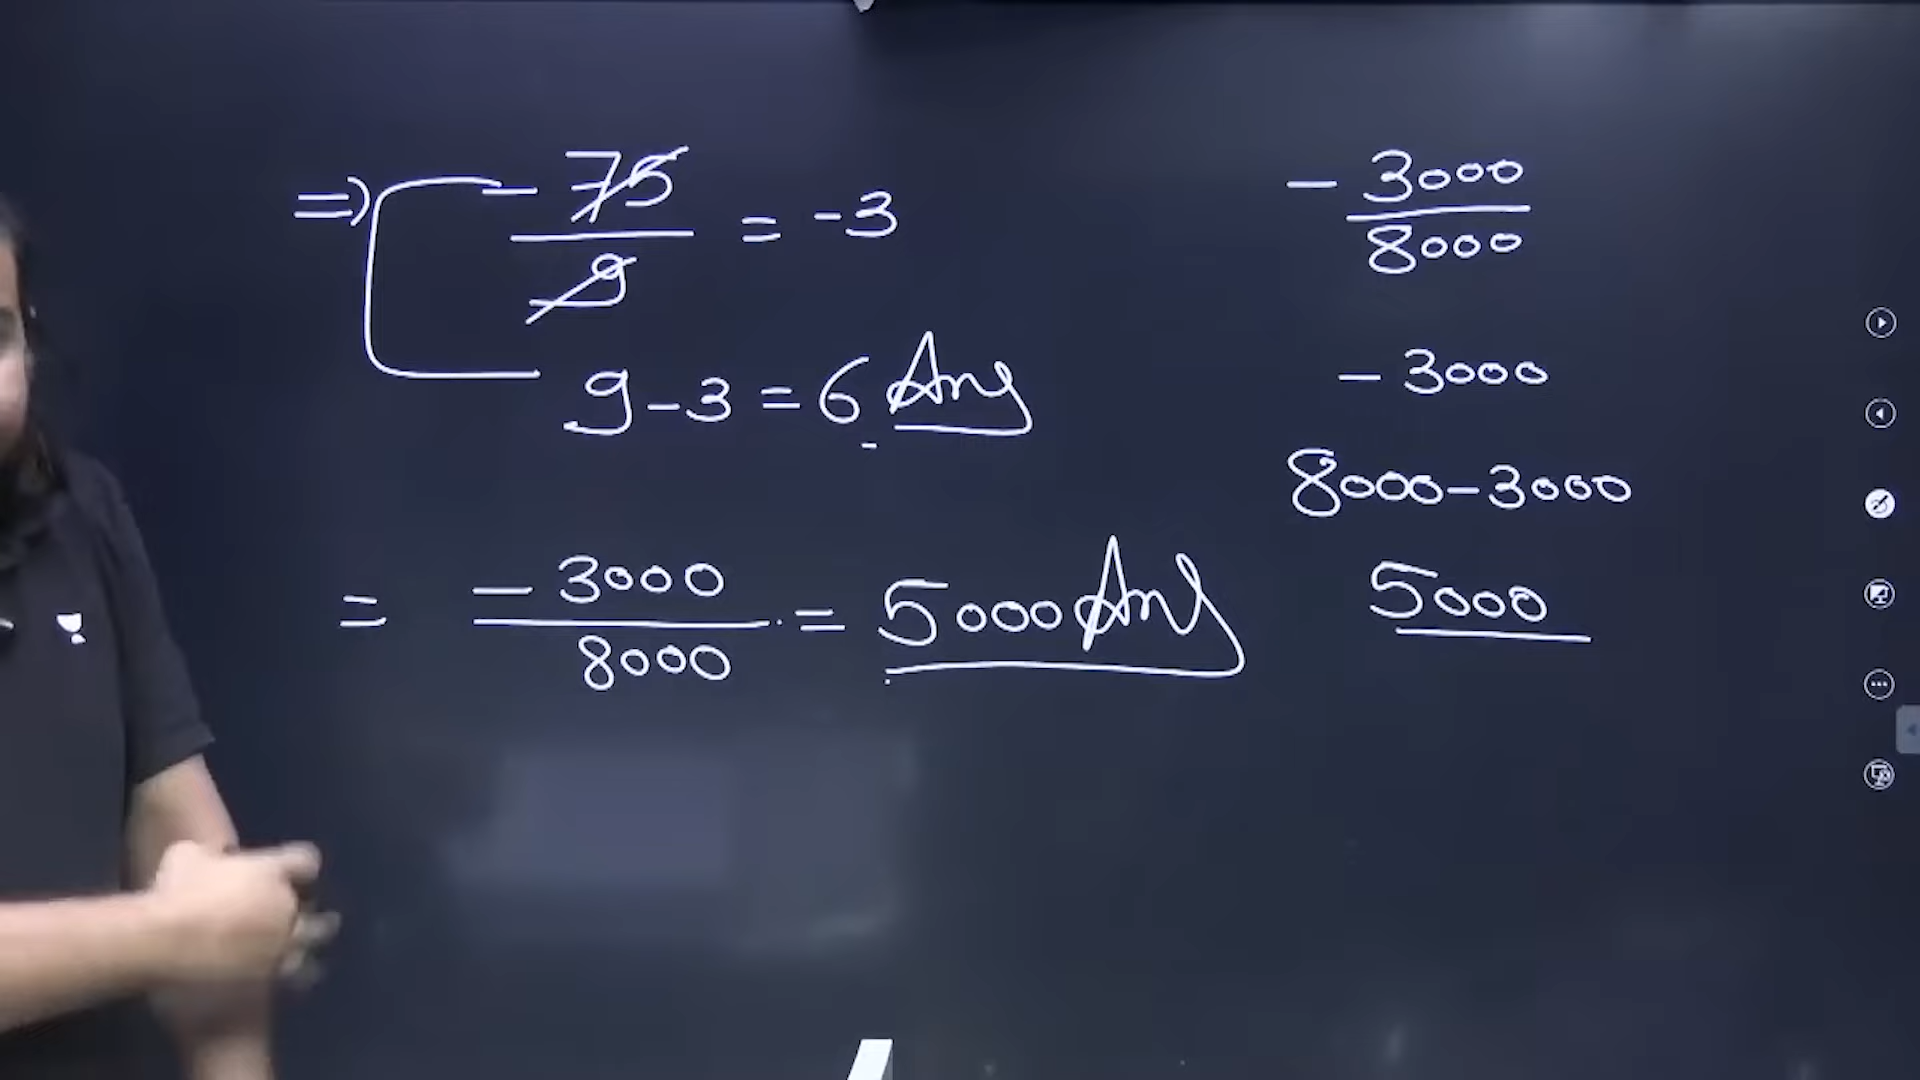 ⇒ - 75/9 = -3
9 - 3 = 6 Ans
= - 3000/8000 = 5000 Ans
- 3000/8000
- 3000
8000 - 3000
5000